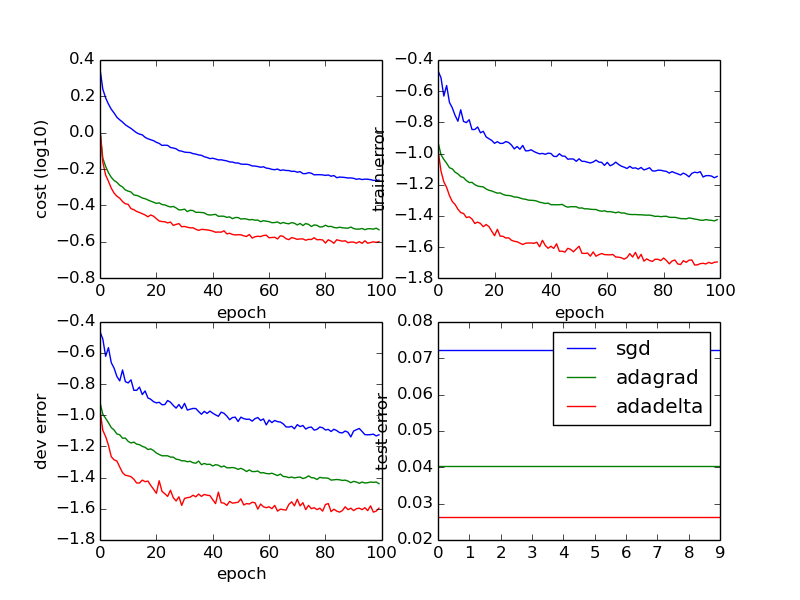 0.4
0.2
0.0
−0.2
−0.4
−0.6
−0.8
cost (log10)
0 20 40 60 80 100
epoch
−0.4
−0.6
−0.8
−1.0
−1.2
−1.4
−1.6
−1.8
train error
0 20 40 60 80 100
epoch
−0.4
−0.6
−0.8
−1.0
−1.2
−1.4
−1.6
−1.8
dev error
0 20 40 60 80 100
epoch
0.08
0.07
0.06
0.05
0.04
0.03
0.02
test error
0 1 2 3 4 5 6 7 8 9
sgd
adagrad
adadelta